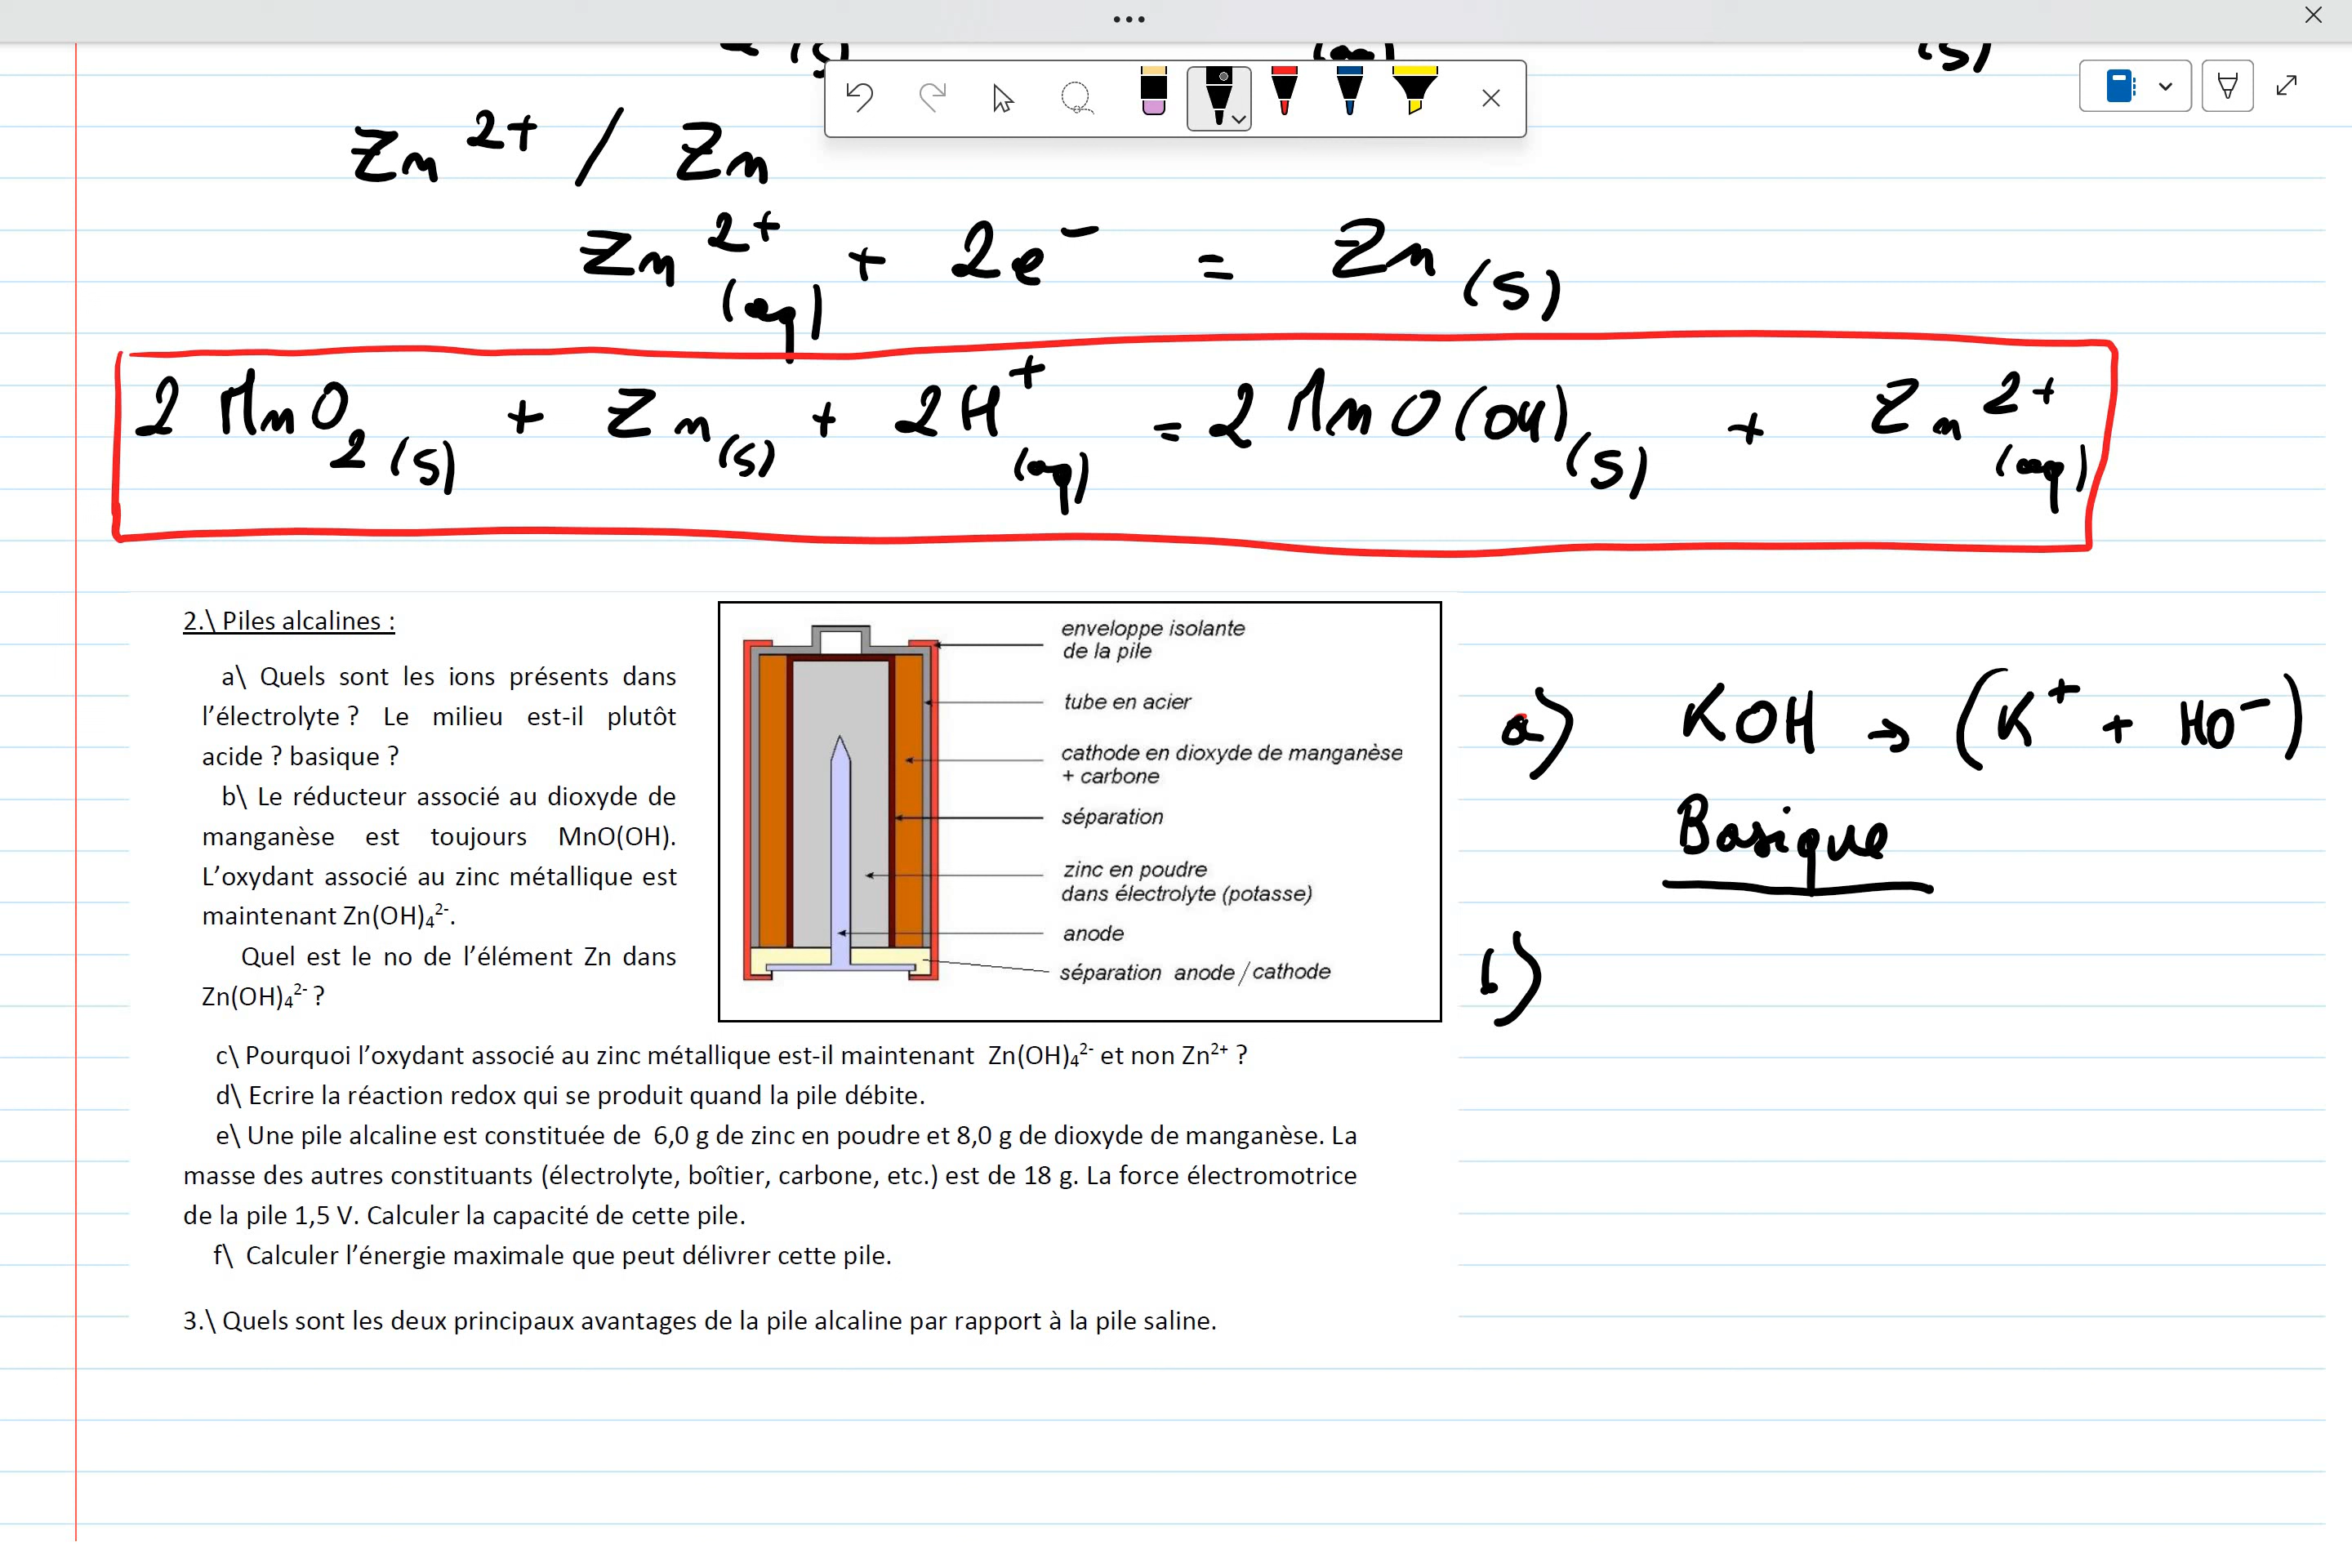 Zn 2+ / Zn
Zn 2+ (aq) + 2e- = Zn (s)
2 MnO2 (s) + Zn (s) + 2H+ (aq) = 2 MnO(OH) (s) + Zn 2+ (aq)
2.\ Piles alcalines :
a\ Quels sont les ions présents dans
l'électrolyte ? Le milieu est-il plutôt
acide ? basique ?
b\ Le réducteur associé au dioxyde de
manganèse est toujours MnO(OH).
L'oxydant associé au zinc métallique est
maintenant Zn(OH)₄²⁻.
Quel est le no de l'élément Zn dans
Zn(OH)₄²⁻ ?
enveloppe isolante
de la pile
tube en acier
cathode en dioxyde de manganèse
+ carbone
séparation
zinc en poudre
dans électrolyte (potasse)
anode
séparation anode / cathode
a) KOH → (K+ + HO-)
Basique
b)
c\ Pourquoi l'oxydant associé au zinc métallique est-il maintenant Zn(OH)₄²⁻ et non Zn²⁺ ?
d\ Ecrire la réaction redox qui se produit quand la pile débite.
e\ Une pile alcaline est constituée de 6,0 g de zinc en poudre et 8,0 g de dioxyde de manganèse. La
masse des autres constituants (électrolyte, boîtier, carbone, etc.) est de 18 g. La force électromotrice
de la pile 1,5 V. Calculer la capacité de cette pile.
f\ Calculer l'énergie maximale que peut délivrer cette pile.
3.\ Quels sont les deux principaux avantages de la pile alcaline par rapport à la pile saline.